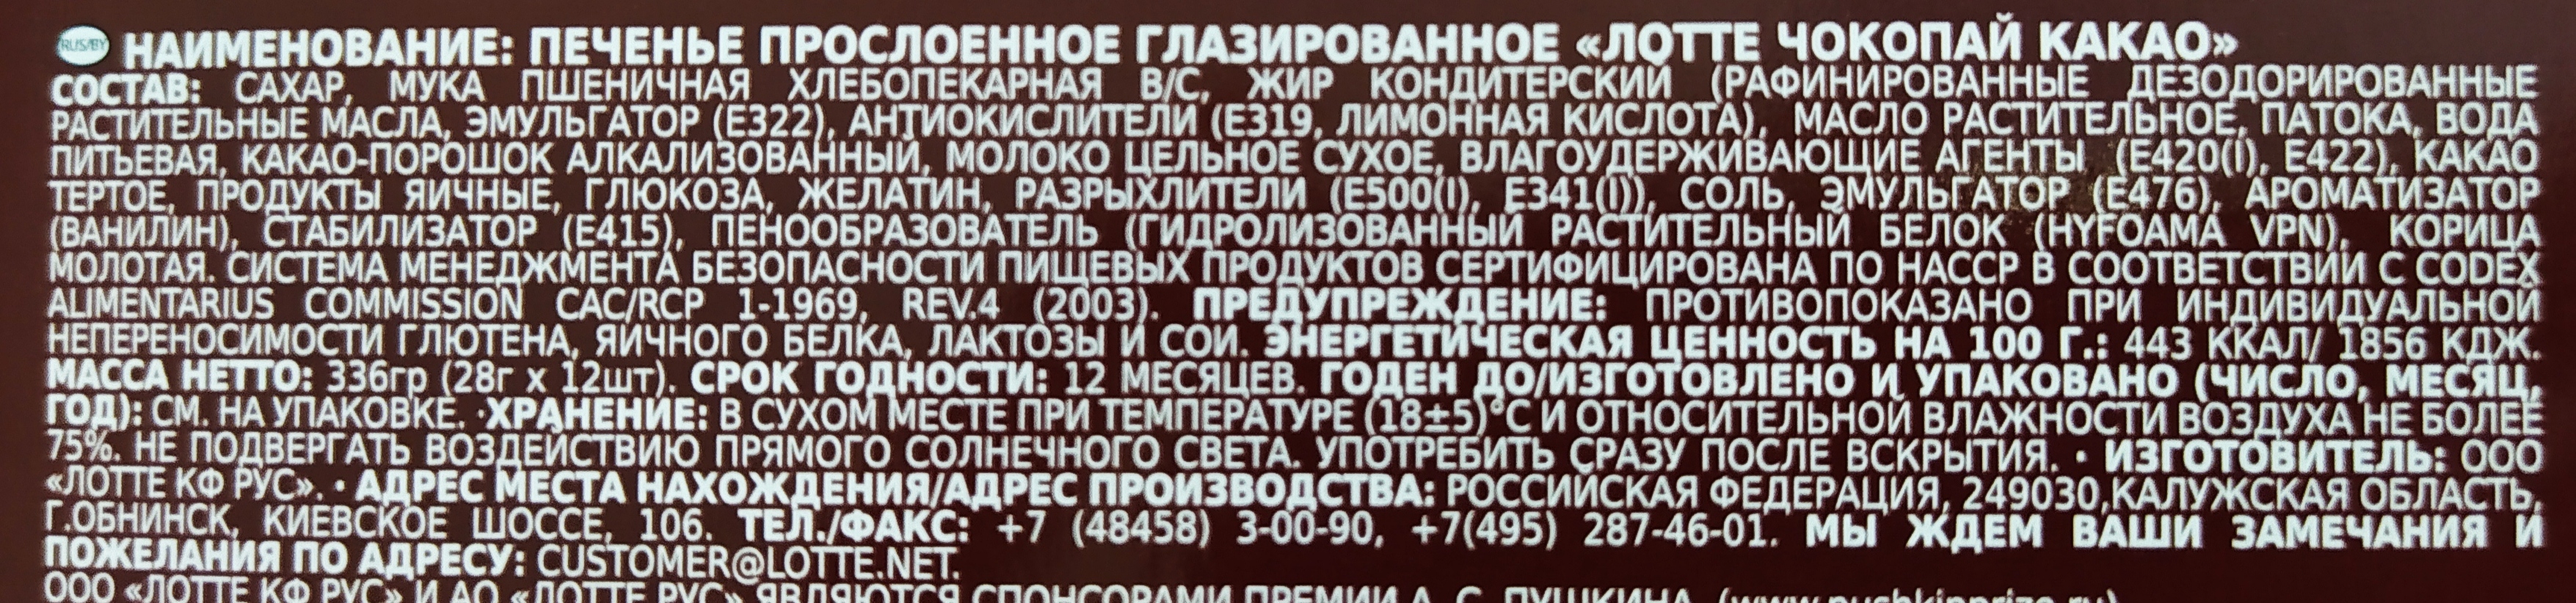 RUS/BY НАИМЕНОВАНИЕ: ПЕЧЕНЬЕ ПРОСЛОЕННОЕ ГЛАЗИРОВАННОЕ «ЛОТТЕ ЧОКОПАЙ КАКАО»
СОСТАВ: САХАР, МУКА ПШЕНИЧНАЯ ХЛЕБОПЕКАРНАЯ В/С, ЖИР КОНДИТЕРСКИЙ (РАФИНИРОВАННЫЕ ДЕЗОДОРИРОВАННЫЕ
РАСТИТЕЛЬНЫЕ МАСЛА, ЭМУЛЬГАТОР (Е322), АНТИОКИСЛИТЕЛИ (Е319, ЛИМОННАЯ КИСЛОТА), МАСЛО РАСТИТЕЛЬНОЕ, ПАТОКА, ВОДА
ПИТЬЕВАЯ, КАКАО-ПОРОШОК АЛКАЛИЗОВАННЫЙ, МОЛОКО ЦЕЛЬНОЕ СУХОЕ, ВЛАГОУДЕРЖИВАЮЩИЕ АГЕНТЫ (Е420(I), Е422), КАКАО
ТЕРТОЕ, ПРОДУКТЫ ЯИЧНЫЕ, ГЛЮКОЗА, ЖЕЛАТИН, РАЗРЫХЛИТЕЛИ (Е500(I), Е341(I)), СОЛЬ, ЭМУЛЬГАТОР (Е476), АРОМАТИЗАТОР
(ВАНИЛИН), СТАБИЛИЗАТОР (Е415), ПЕНООБРАЗОВАТЕЛЬ (ГИДРОЛИЗОВАННЫЙ РАСТИТЕЛЬНЫЙ БЕЛОК (HYFOAMA VPN), КОРИЦА
МОЛОТАЯ. СИСТЕМА МЕНЕДЖМЕНТА БЕЗОПАСНОСТИ ПИЩЕВЫХ ПРОДУКТОВ СЕРТИФИЦИРОВАНА ПО НАССР В СООТВЕТСТВИИ С CODEX
ALIMENTARIUS COMMISSION CAC/RCP 1-1969, REV.4 (2003). ПРЕДУПРЕЖДЕНИЕ: ПРОТИВОПОКАЗАНО ПРИ ИНДИВИДУАЛЬНОЙ
НЕПЕРЕНОСИМОСТИ ГЛЮТЕНА, ЯИЧНОГО БЕЛКА, ЛАКТОЗЫ И СОИ. ЭНЕРГЕТИЧЕСКАЯ ЦЕННОСТЬ НА 100 Г.: 443 ККАЛ/ 1856 КДЖ.
МАССА НЕТТО: 336гр (28г х 12шт). СРОК ГОДНОСТИ: 12 МЕСЯЦЕВ. ГОДЕН ДО/ИЗГОТОВЛЕНО И УПАКОВАНО (ЧИСЛО, МЕСЯЦ,
ГОД): СМ. НА УПАКОВКЕ. ·ХРАНЕНИЕ: В СУХОМ МЕСТЕ ПРИ ТЕМПЕРАТУРЕ (18±5)°С И ОТНОСИТЕЛЬНОЙ ВЛАЖНОСТИ ВОЗДУХА НЕ БОЛЕЕ
75%. НЕ ПОДВЕРГАТЬ ВОЗДЕЙСТВИЮ ПРЯМОГО СОЛНЕЧНОГО СВЕТА. УПОТРЕБИТЬ СРАЗУ ПОСЛЕ ВСКРЫТИЯ. · ИЗГОТОВИТЕЛЬ: ООО
«ЛОТТЕ КФ РУС». · АДРЕС МЕСТА НАХОЖДЕНИЯ/АДРЕС ПРОИЗВОДСТВА: РОССИЙСКАЯ ФЕДЕРАЦИЯ, 249030,КАЛУЖСКАЯ ОБЛАСТЬ,
Г.ОБНИНСК, КИЕВСКОЕ ШОССЕ, 106. ТЕЛ./ФАКС: +7 (48458) 3-00-90, +7(495) 287-46-01. МЫ ЖДЕМ ВАШИ ЗАМЕЧАНИЯ И
ПОЖЕЛАНИЯ ПО АДРЕСУ: CUSTOMER@LOTTE.NET.
ООО «ЛОТТЕ КФ РУС» И АО «ЛОТТЕ РУС» ЯВЛЯЮТСЯ СПОНСОРАМИ ПРЕМИИ А. С. ПУШКИНА (www.pushkinprize.ru)